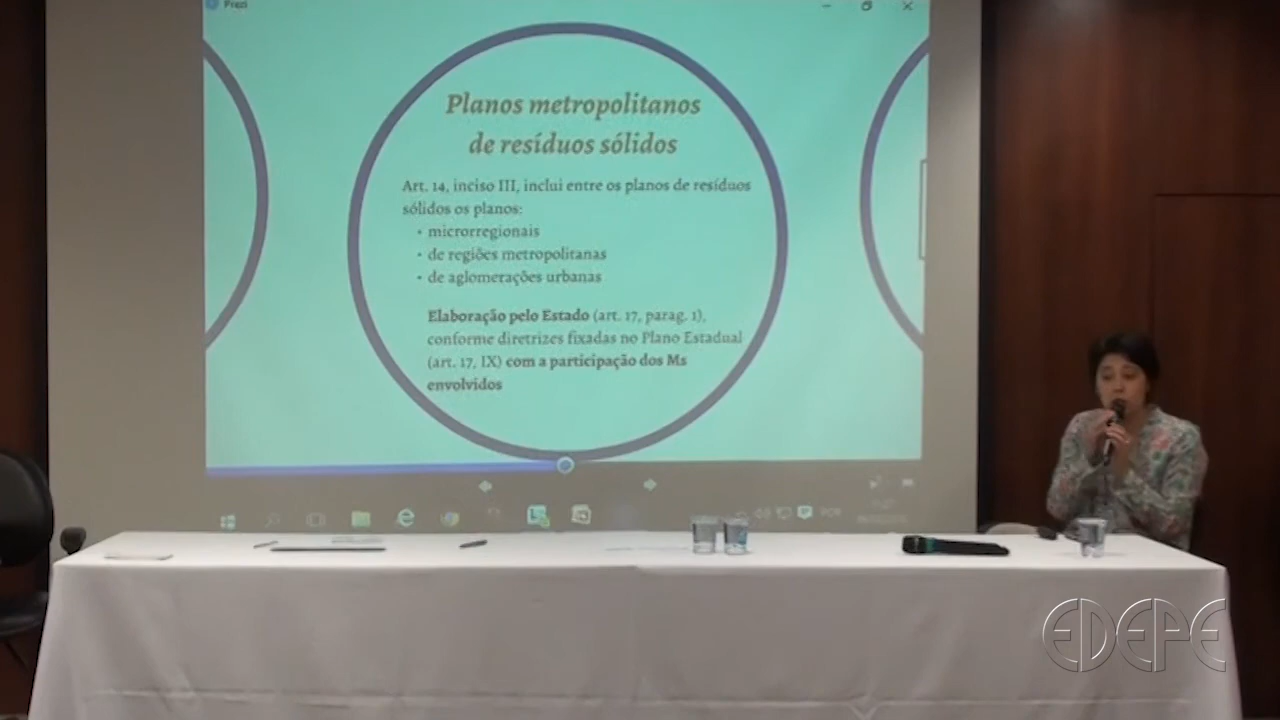 Prezi
Planos metropolitanos
de resíduos sólidos
Art. 14, inciso III, inclui entre os planos de resíduos
sólidos os planos:
• microrregionais
• de regiões metropolitanas
• de aglomerações urbanas
Elaboração pelo Estado (art. 17, parag. 1),
conforme diretrizes fixadas no Plano Estadual
(art. 17, IX) com a participação dos Ms
envolvidos
POR
EDEPE